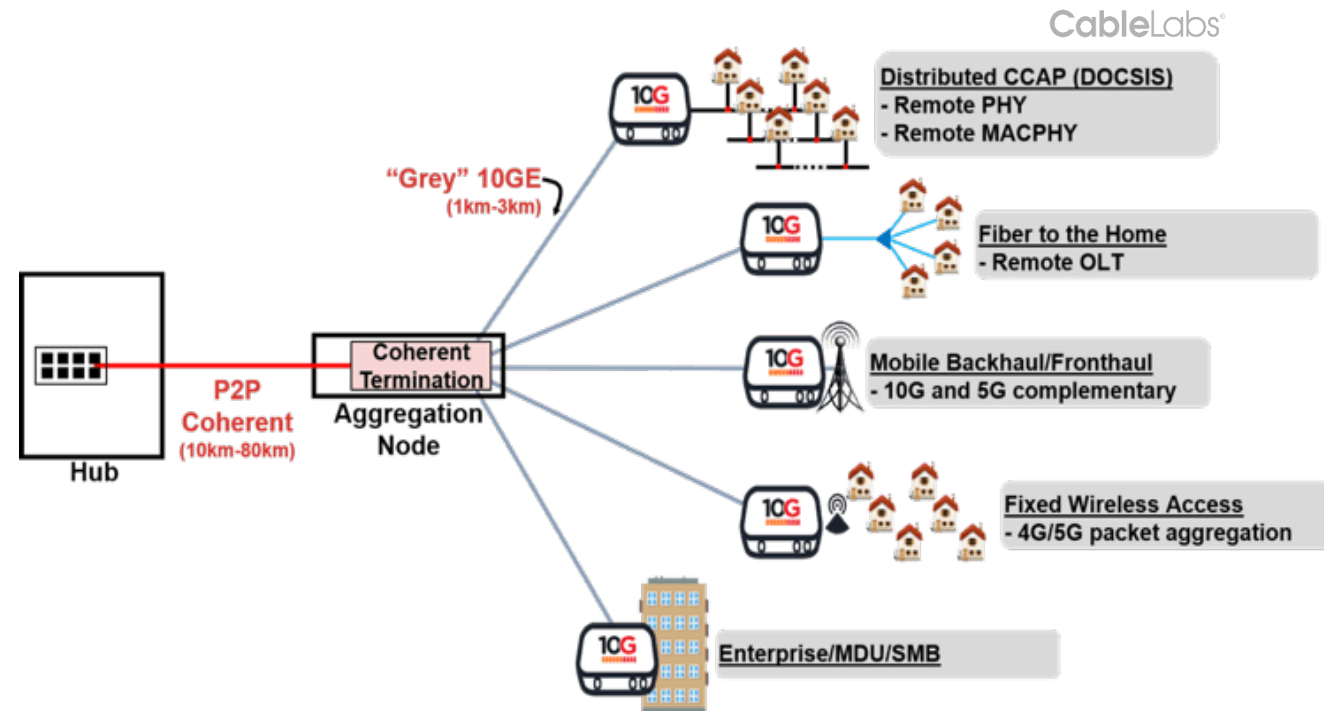 CableLabs
10G
Distributed CCAP (DOCSIS)
- Remote PHY
- Remote MACPHY
“Grey” 10GE
(1km-3km)
10G
Fiber to the Home
- Remote OLT
Hub
P2P
Coherent
(10km-80km)
Coherent
Termination
Aggregation
Node
10G
Mobile Backhaul/Fronthaul
- 10G and 5G complementary
10G
Fixed Wireless Access
- 4G/5G packet aggregation
10G
Enterprise/MDU/SMB